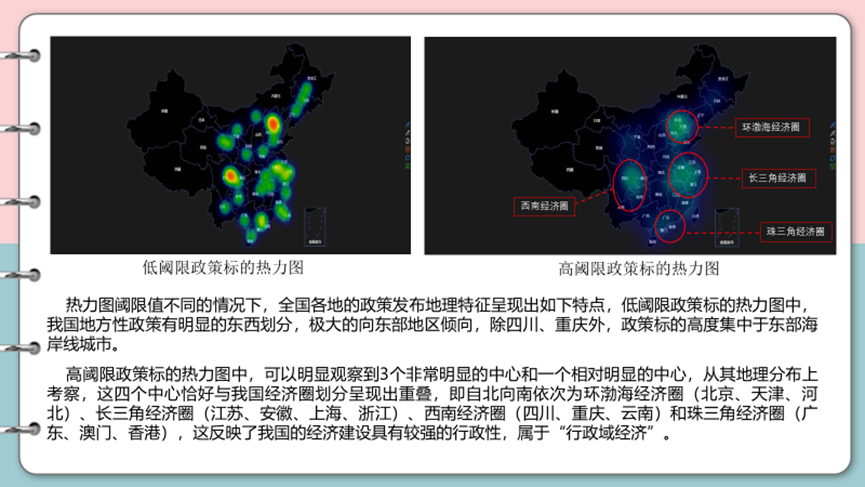 环渤海经济圈
长三角经济圈
西南经济圈
珠三角经济圈
低阈限政策标的热力图
高阈限政策标的热力图
热力图阈限值不同的情况下，全国各地的政策发布地理特征呈现出如下特点，低阈限政策标的热力图中，
我国地方性政策有明显的东西划分，极大的向东部地区倾向，除四川、重庆外，政策标的高度集中于东部海
岸线城市。
高阈限政策标的热力图中，可以明显观察到3个非常明显的中心和一个相对明显的中心，从其地理分布上
考察，这四个中心恰好与我国经济圈划分呈现出重叠，即自北向南依次为环渤海经济圈（北京、天津、河
北）、长三角经济圈（江苏、安徽、上海、浙江）、西南经济圈（四川、重庆、云南）和珠三角经济圈（广
东、澳门、香港），这反映了我国的经济建设具有较强的行政性，属于“行政域经济”。